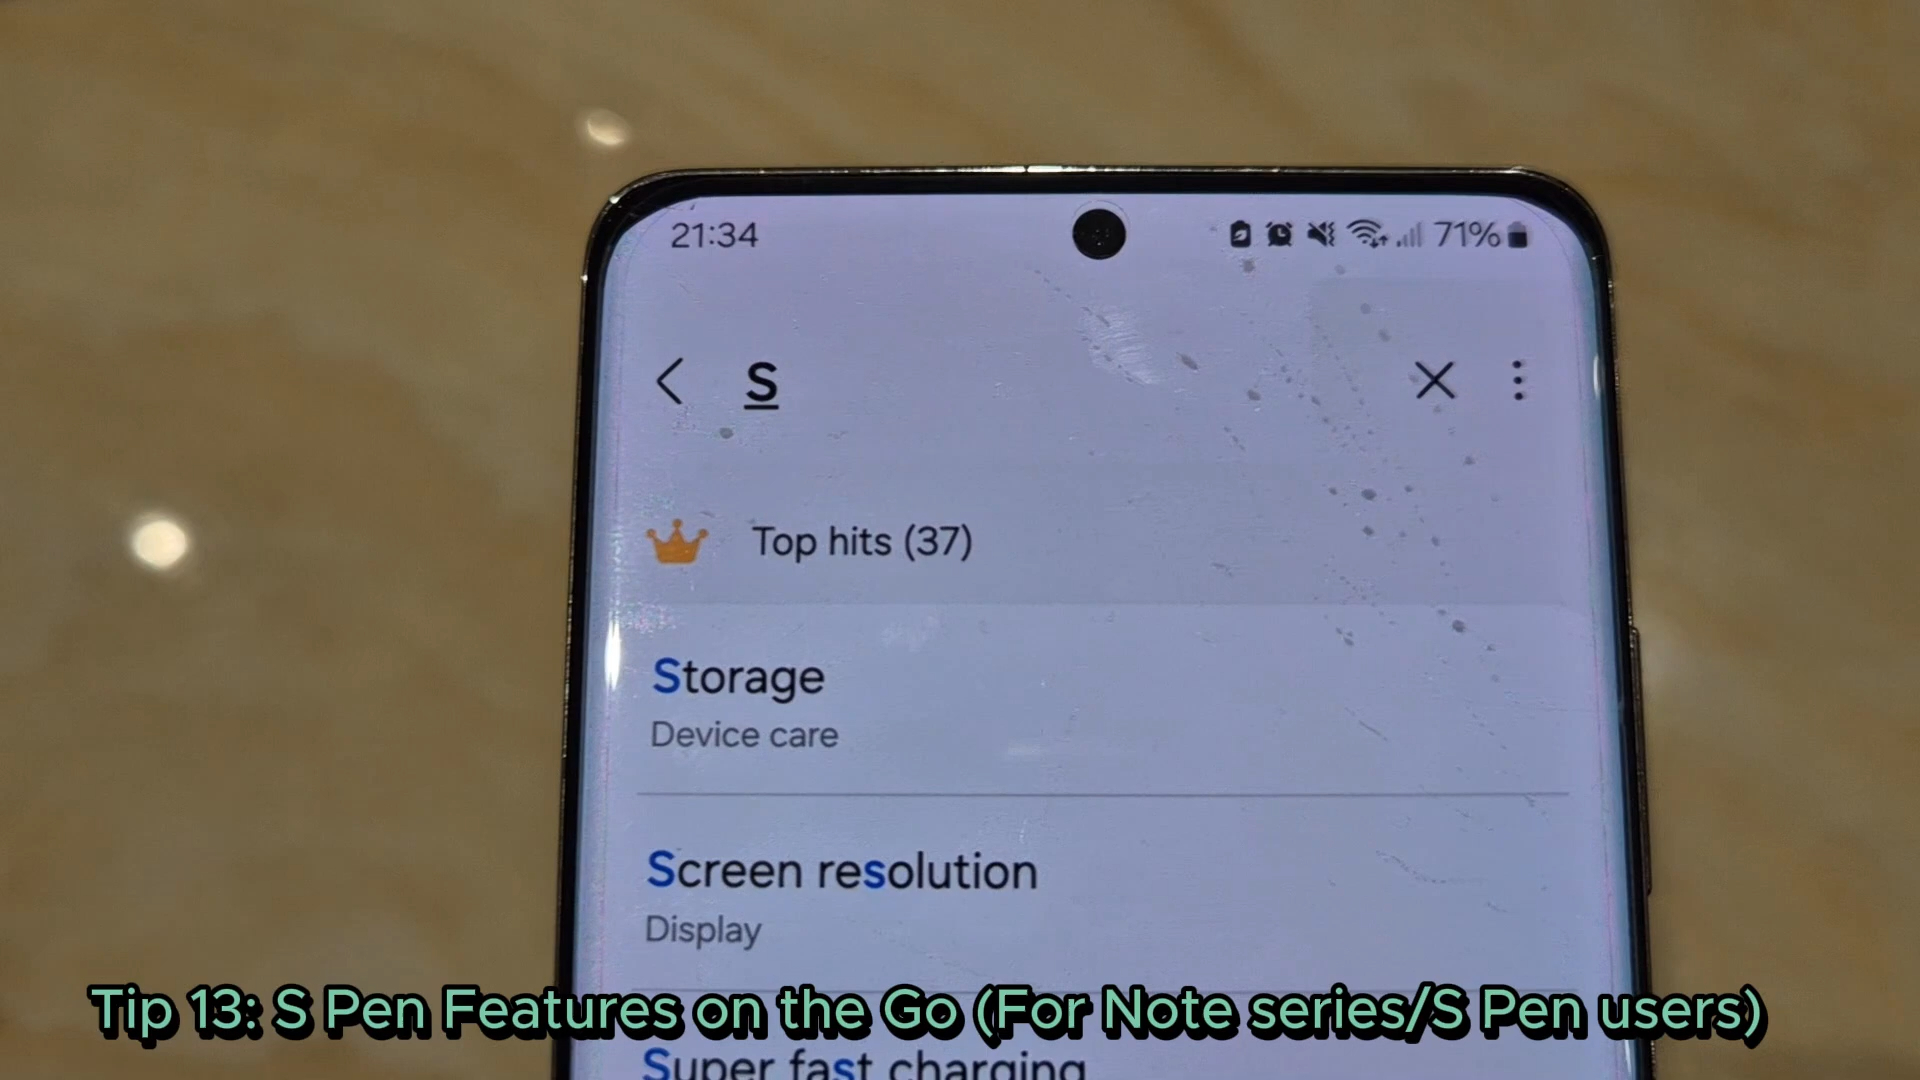 21:34
71%
S
Top hits (37)
Storage
Device care
Screen resolution
Display
Tip 13: S Pen Features on the Go (For Note series/S Pen users)
Super fast charging